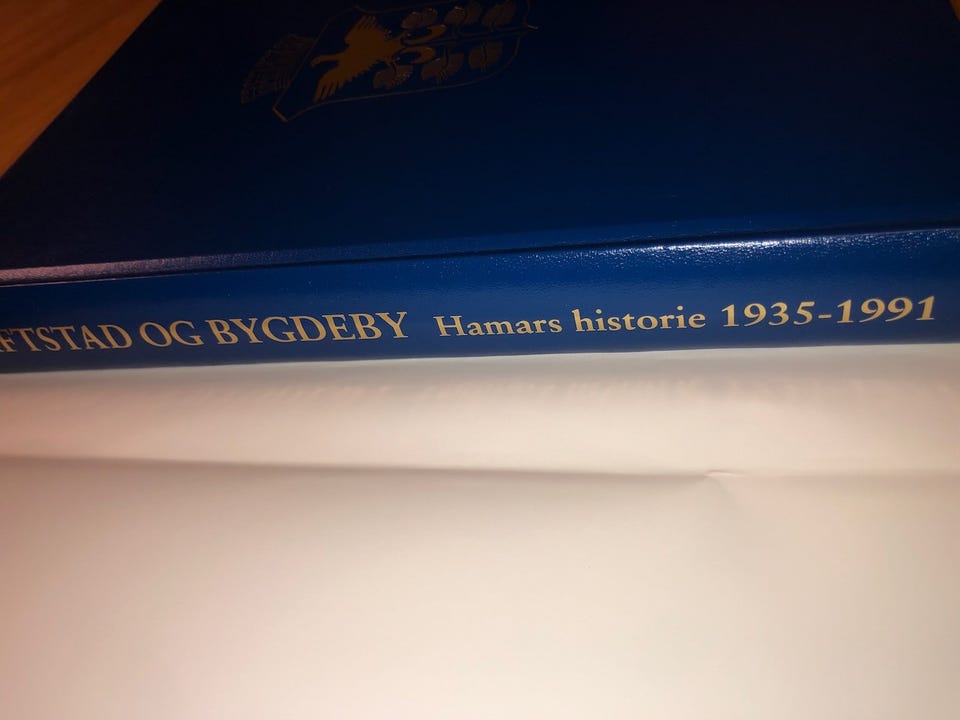 FTSTAD OG BYGDEBY Hamars historie 1935-1991